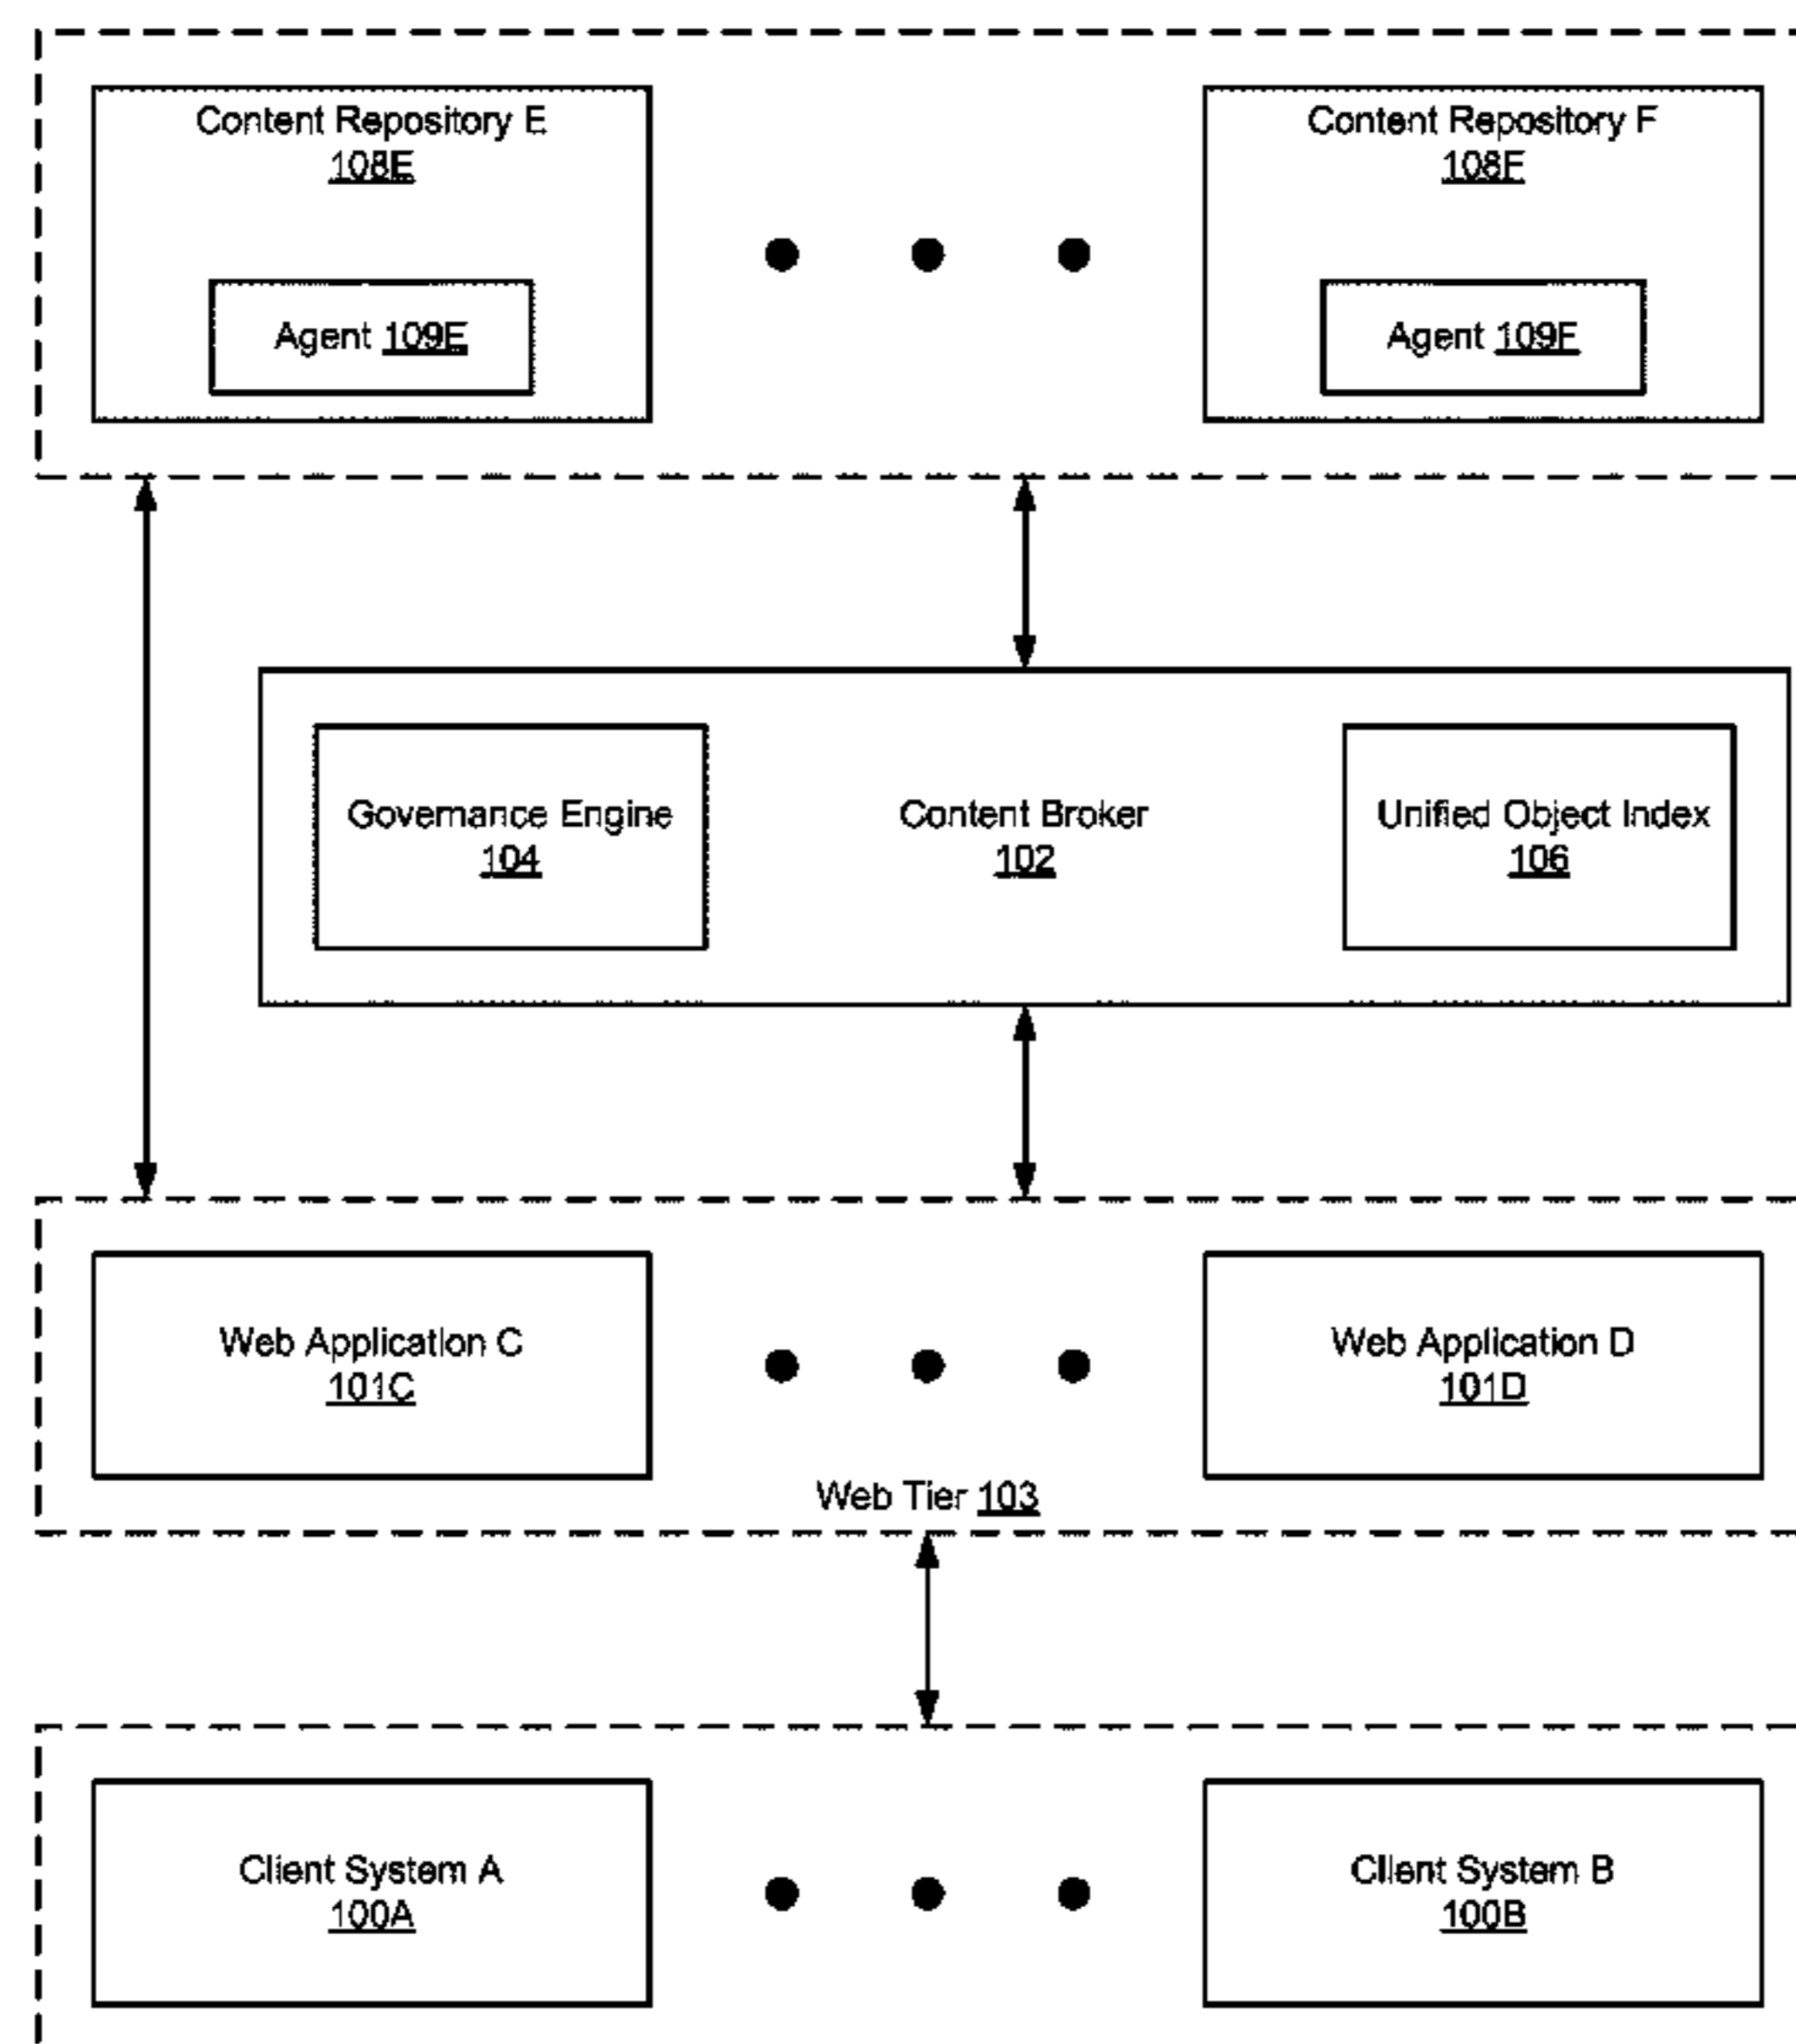 Content Repository E
108E
Agent 109E
Content Repository F
108F
Agent 109F
Governance Engine
104
Content Broker
102
Unified Object Index
106
Web Application C
101C
Web Application D
101D
Web Tier 103
Client System A
100A
Client System B
100B